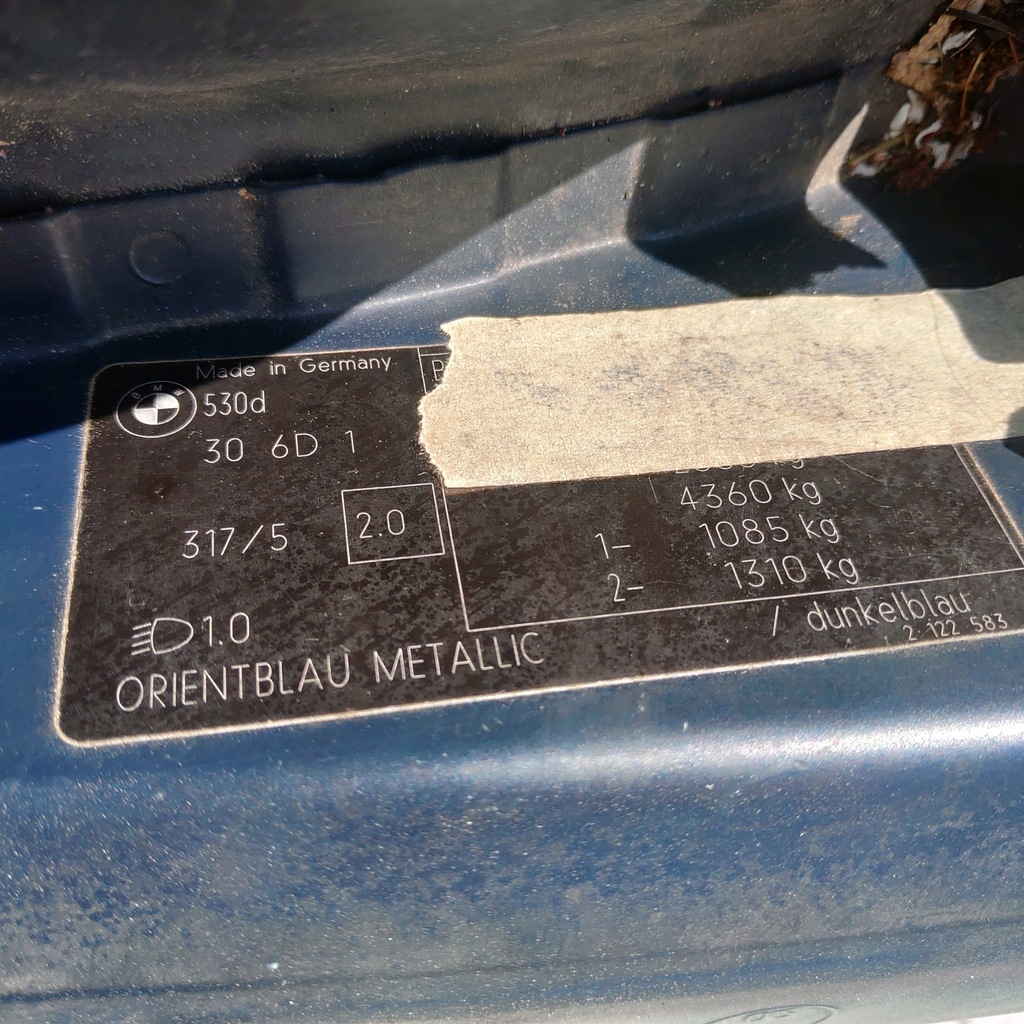 Made in Germany
BMW
530d
30 6D 1
4360 kg
317/5
2.0
1- 1085 kg
2- 1310 kg
1.0
/ dunkelblau
ORIENTBLAU METALLIC
2 122 583